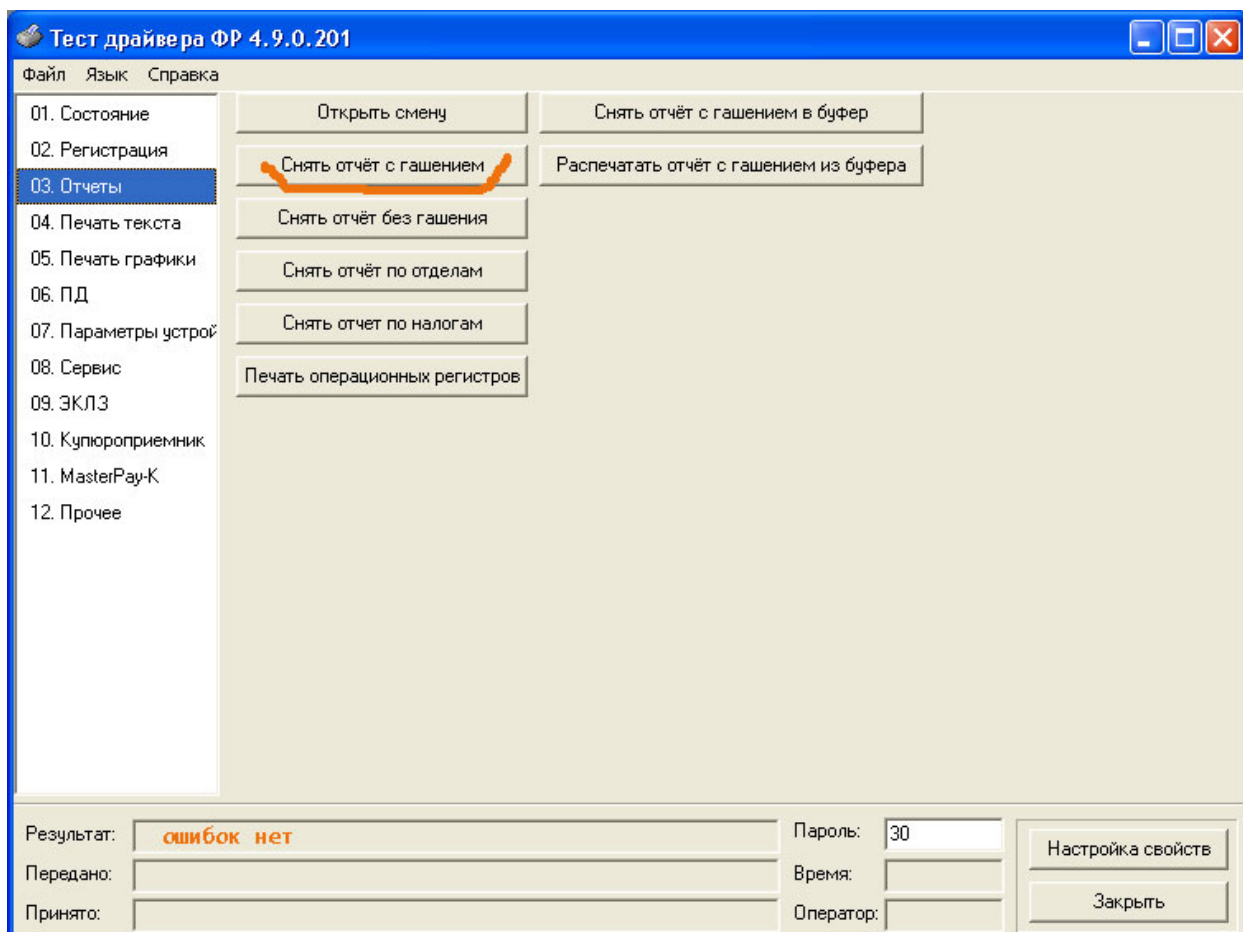 Тест драйвера ФР 4.9.0.201
Файл Язык Справка
01. Состояние
02. Регистрация
03. Отчеты
04. Печать текста
05. Печать графики
06. ПД
07. Параметры устрой
08. Сервис
09. ЭКЛЗ
10. Купюроприемник
11. MasterPay-K
12. Прочее
Открыть смену
Снять отчёт с гашением
Снять отчёт без гашения
Снять отчёт по отделам
Снять отчет по налогам
Печать операционных регистров
Снять отчёт с гашением в буфер
Распечатать отчёт с гашением из буфера
Результат: ошибок нет
Передано:
Принято:
Пароль: 30
Время:
Оператор:
Настройка свойств
Закрыть